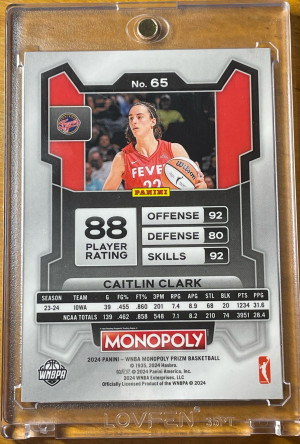 No. 65
FEVER
22
Wilson
PANINI
88
PLAYER
RATING
OFFENSE 92
DEFENSE 80
SKILLS 92
CAITLIN CLARK
SEASON TEAM G FG% FT% 3PM RPG APG STL BLK PTS PPG
23-24 IOWA 39 .455 .860 201 7.4 8.9 68 20 1234 31.6
NCAA TOTALS 139 .462 .858 548 7.1 8.2 210 74 3951 28.4
MONOPOLY
2024 PANINI – WNBA MONOPOLY PRIZM BASKETBALL
© 1935, 2024 Hasbro.
© 2024 Panini America, Inc.
2024 WNBA Enterprises, LLC
Officially Licensed Product of the WNBPA © 2024
WNBPA